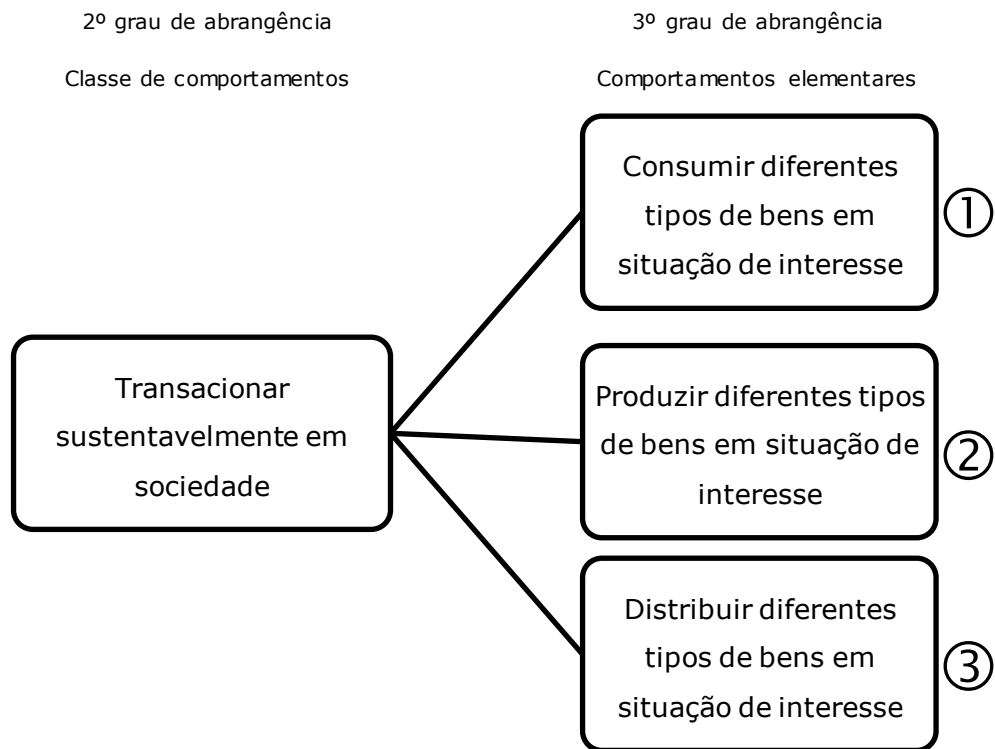 2º grau de abrangência
3º grau de abrangência
Classe de comportamentos
Comportamentos elementares
Consumir diferentes
tipos de bens em
situação de interesse
①
Transacionar
sustentavelmente em
sociedade
Produzir diferentes tipos
de bens em situação de
interesse
②
Distribuir diferentes
tipos de bens em
situação de interesse
③